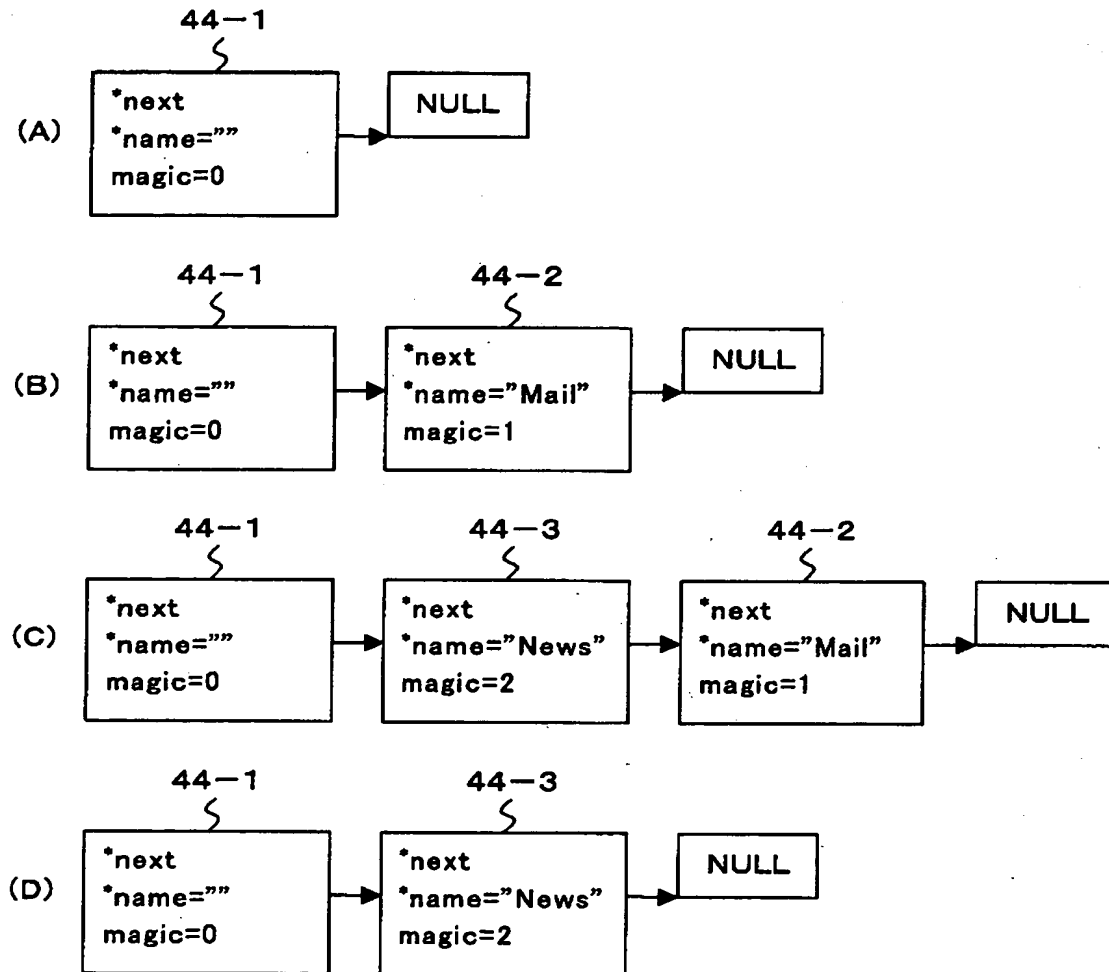 44-1
(A)
*next
*name=””
magic=0
NULL
44-1
44-2
(B)
*next
*name=””
magic=0
*next
*name=”Mail”
magic=1
NULL
44-1
44-3
44-2
(C)
*next
*name=””
magic=0
*next
*name=”News”
magic=2
*next
*name=”Mail”
magic=1
NULL
44-1
44-3
(D)
*next
*name=””
magic=0
*next
*name=”News”
magic=2
NULL